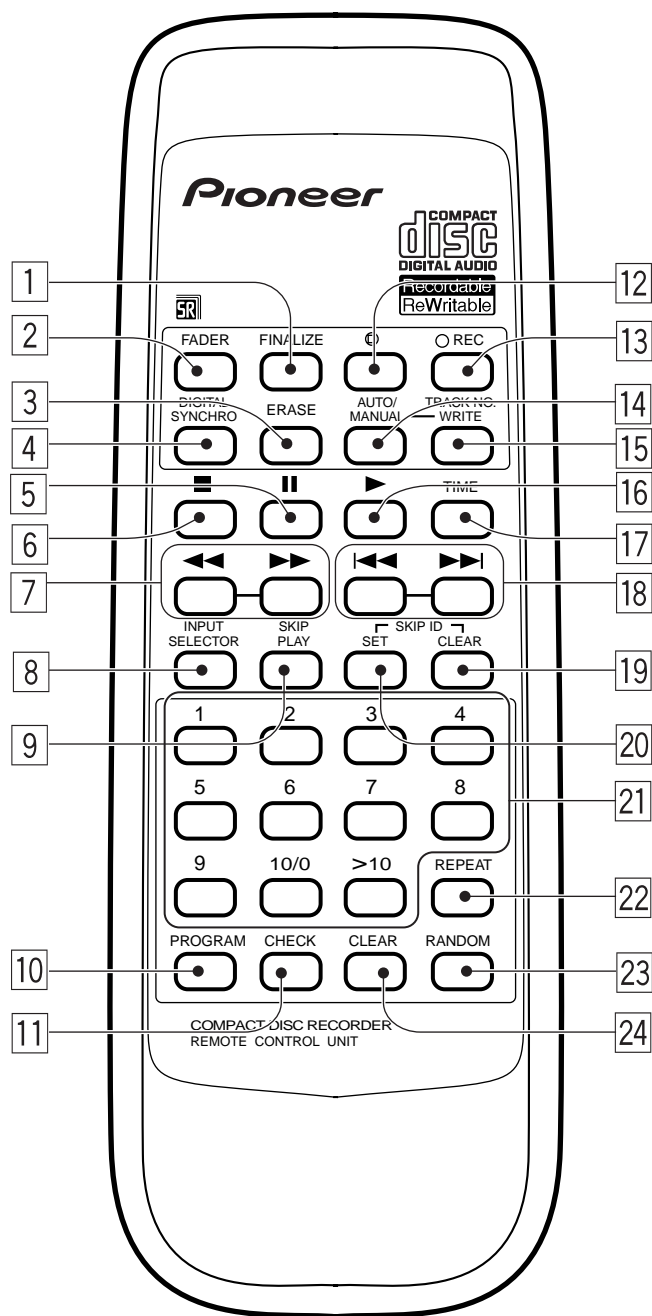 Pioneer
COMPACT
disc
DIGITAL AUDIO
Recordable
ReWritable
SR
1
2
3
4
5
6
7
8
9
10
11
12
13
14
15
16
17
18
19
20
21
22
23
24
FADER FINALIZE REC
DIGITAL SYNCHRO ERASE AUTO/ MANUAL TRACK NO. WRITE
TIME
INPUT SELECTOR SKIP PLAY SKIP ID SET CLEAR
1 2 3 4
5 6 7 8
9 10/0 >10 REPEAT
PROGRAM CHECK CLEAR RANDOM
COMPACT DISC RECORDER
REMOTE CONTROL UNIT